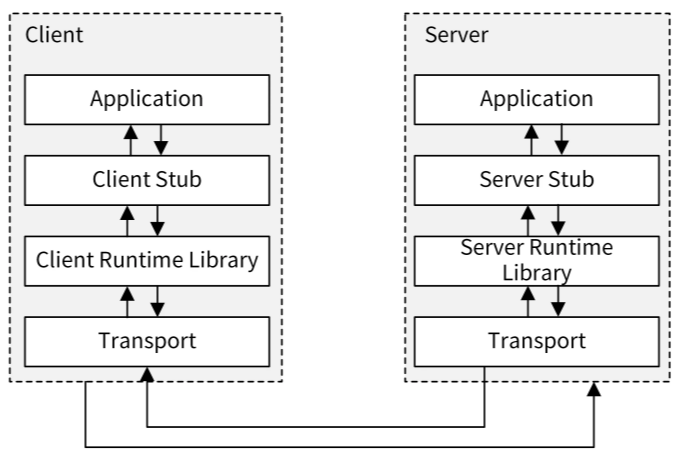 Client
Application
Client Stub
Client Runtime Library
Transport
Server
Application
Server Stub
Server Runtime
Library
Transport